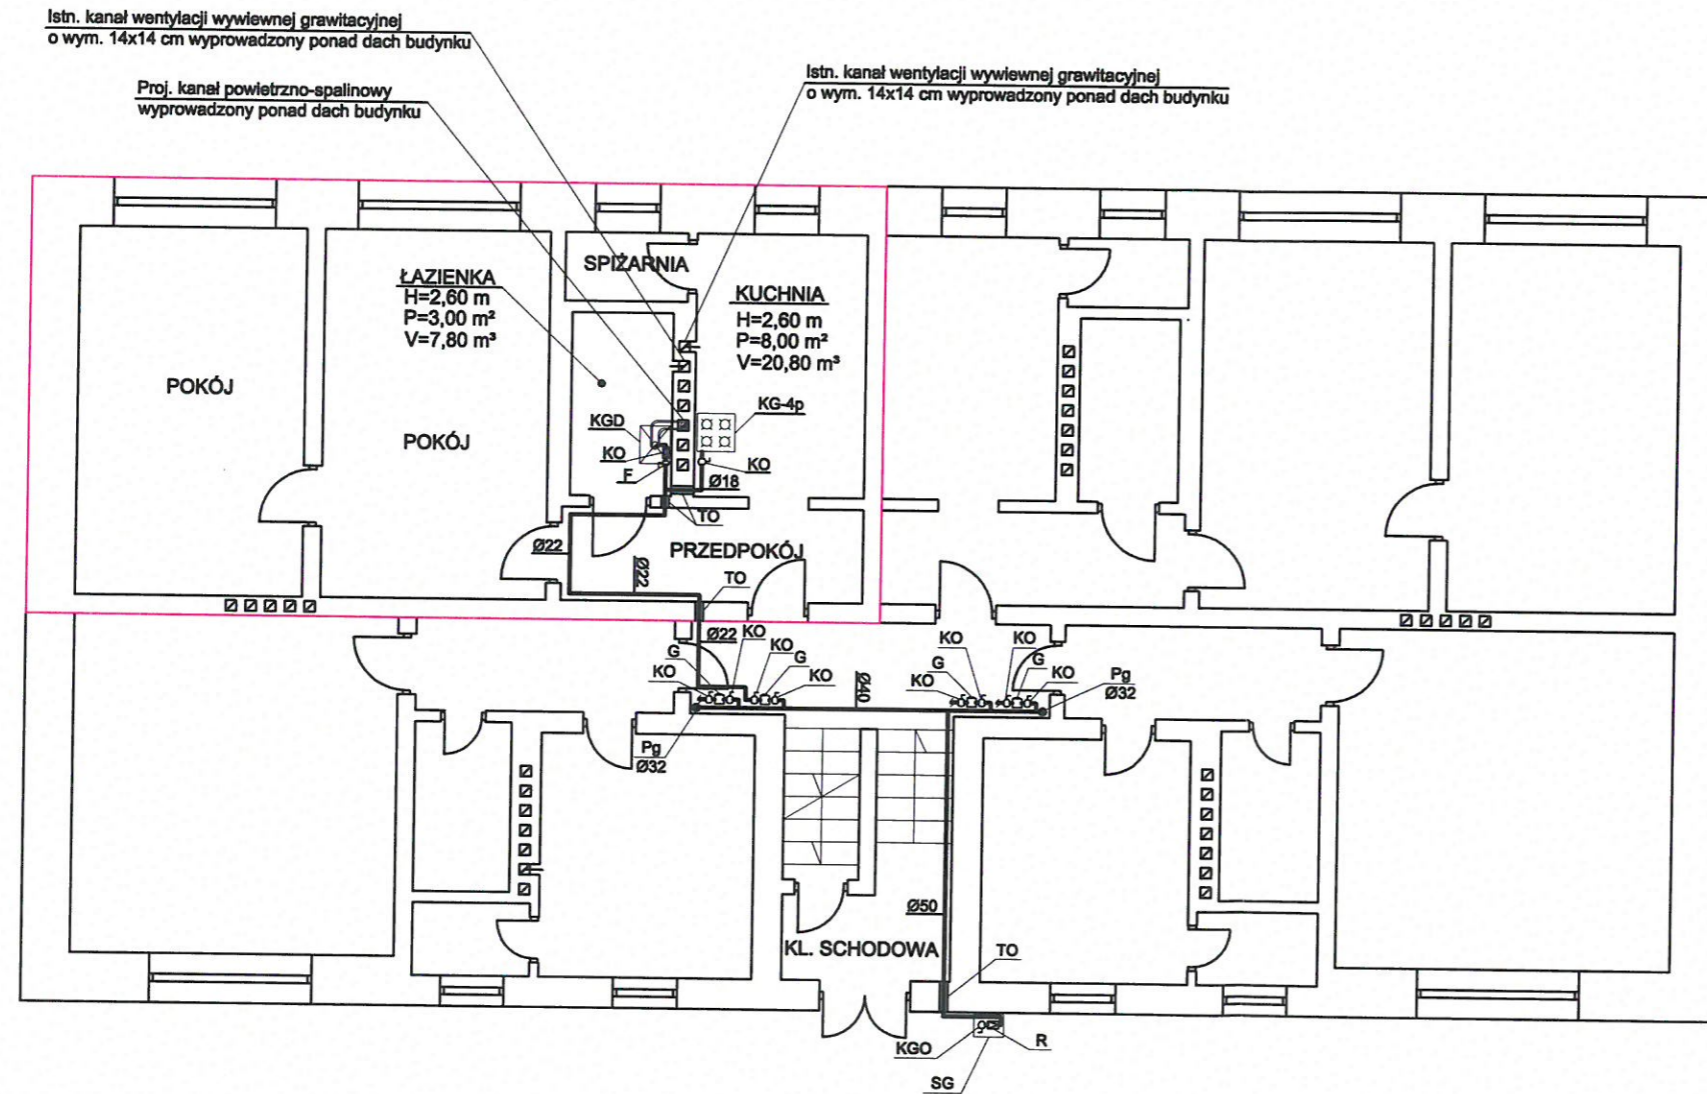 Istn. kanał wentylacji wywiewnej grawitacyjnej
o wym. 14x14 cm wyprowadzony ponad dach budynku
Istn. kanał wentylacji wywiewnej grawitacyjnej
o wym. 14x14 cm wyprowadzony ponad dach budynku
Proj. kanał powietrzno-spalinowy
wyprowadzony ponad dach budynku
SPIŻARNIA
ŁAZIENKA
H=2,60 m
P=3,00 m²
V=7,80 m³
KUCHNIA
H=2,60 m
P=8,00 m²
V=20,80 m³
POKÓJ
POKÓJ
KG-4p
KGD
KO
KO
F
Ø18
TO
Ø22
PRZEDPOKÓJ
Ø22
TO
Ø22
KO
G
KO
KO
G
KO
Ø40
KO
KO
G
KO
G
KO
Pg
Ø32
Pg
Ø32
Ø50
KL. SCHODOWA
TO
KGO
R
SG